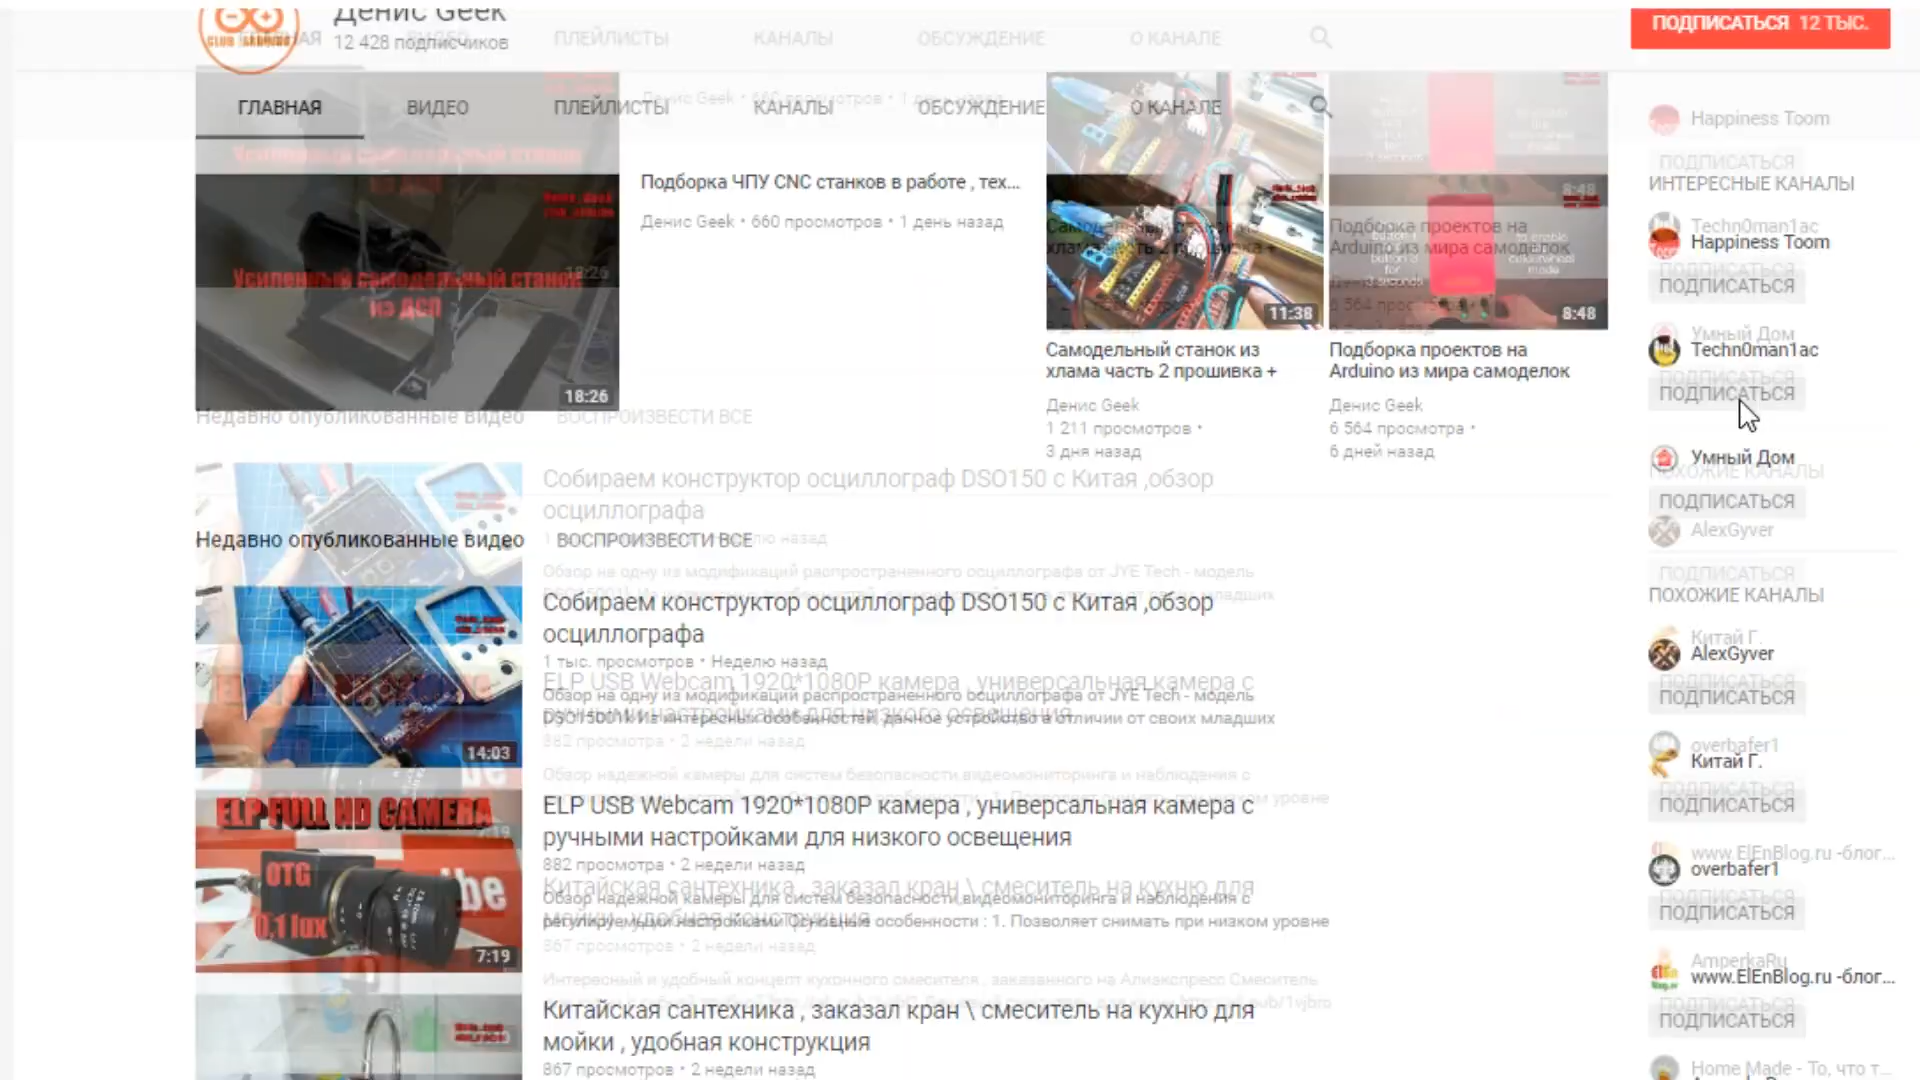 Денис Geek
12 428 подписчиков
ПОДПИСАТЬСЯ 12 ТЫС.
ГЛАВНАЯ ВИДЕО ПЛЕЙЛИСТЫ КАНАЛЫ ОБСУЖДЕНИЕ О КАНАЛЕ
Усиленный самодельный станок
из ДСП
18:26
Подборка ЧПУ CNC станков в работе , тех...
Денис Geek • 660 просмотров • 1 день назад
11:38
Самодельный станок из
хлама часть 2 прошивка +
Денис Geek
1 211 просмотров •
3 дня назад
8:48
Подборка проектов на
Arduino из мира самоделок
Денис Geek
6 564 просмотра •
6 дней назад
Недавно опубликованные видео ВОСПРОИЗВЕСТИ ВСЕ
14:03
Собираем конструктор осциллограф DSO150 с Китая ,обзор
осциллографа
1 тыс. просмотров • Неделю назад
Обзор на одну из модификаций распространенного осциллографа от JYE Tech - модель
DSO15001k Из интересных особенностей, данное устройство в отличии от своих младших
ELP FULL HD CAMERA
OTG
0.1 lux
7:19
ELP USB Webcam 1920*1080P камера , универсальная камера с
ручными настройками для низкого освещения
882 просмотра • 2 недели назад
Обзор надежной камеры для систем безопасности,видеомониторинга и наблюдения с
регулируемыми настройками Основные особенности : 1. Позволяет снимать при низком уровне
Китайская сантехника , заказал кран \ смеситель на кухню для
мойки , удобная конструкция
867 просмотров • 2 недели назад
ИНТЕРЕСНЫЕ КАНАЛЫ
Happiness Toom
ПОДПИСАТЬСЯ
Techn0man1ac
ПОДПИСАТЬСЯ
Умный Дом
ПОДПИСАТЬСЯ
ПОХОЖИЕ КАНАЛЫ
AlexGyver
ПОДПИСАТЬСЯ
Китай Г.
ПОДПИСАТЬСЯ
overbafer1
ПОДПИСАТЬСЯ
www.ElEnBlog.ru -блог...
ПОДПИСАТЬСЯ
AmperkaRu
Home Made - То, что т...